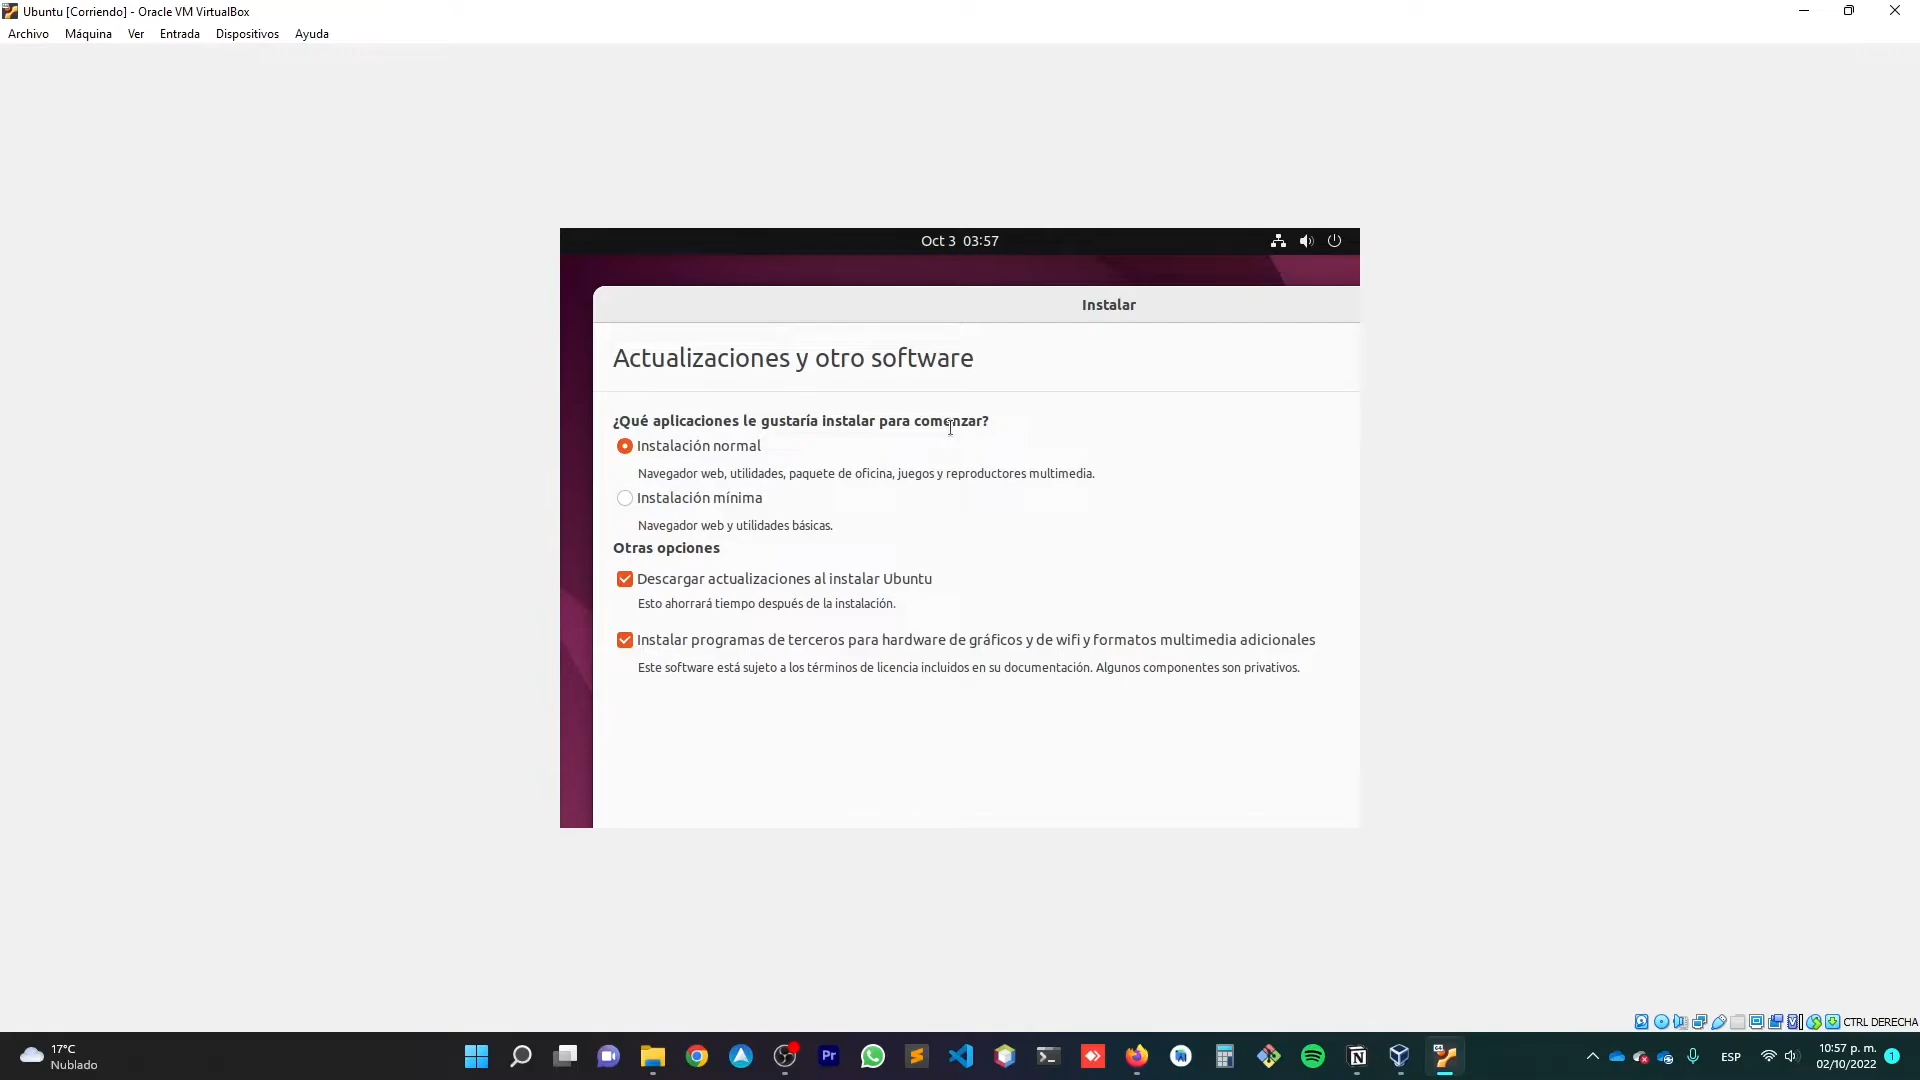 Ubuntu [Corriendo] - Oracle VM VirtualBox
Archivo Máquina Ver Entrada Dispositivos Ayuda
Oct 3 03:57
Instalar
Actualizaciones y otro software
¿Qué aplicaciones le gustaría instalar para comenzar?
Instalación normal
Navegador web, utilidades, paquete de oficina, juegos y reproductores multimedia.
Instalación mínima
Navegador web y utilidades básicas.
Otras opciones
Descargar actualizaciones al instalar Ubuntu
Esto ahorrará tiempo después de la instalación.
Instalar programas de terceros para hardware de gráficos y de wifi y formatos multimedia adicionales
Este software está sujeto a los términos de licencia incluidos en su documentación. Algunos componentes son privativos.
CTRL DERECHA
17°C
Nublado
Pr
ESP
10:57 p. m.
02/10/2022
1